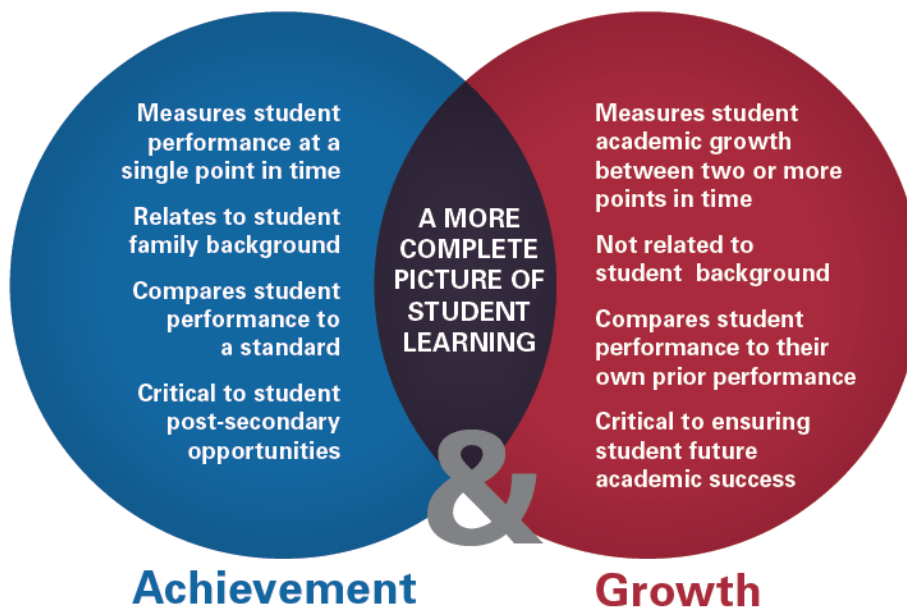 Measures student
performance at a
single point in time
Relates to student
family background
Compares student
performance to
a standard
Critical to student
post-secondary
opportunities
A MORE
COMPLETE
PICTURE OF
STUDENT
LEARNING
Measures student
academic growth
between two or more
points in time
Not related to
student background
Compares student
performance to their
own prior performance
Critical to ensuring
student future
academic success
&
Achievement
Growth